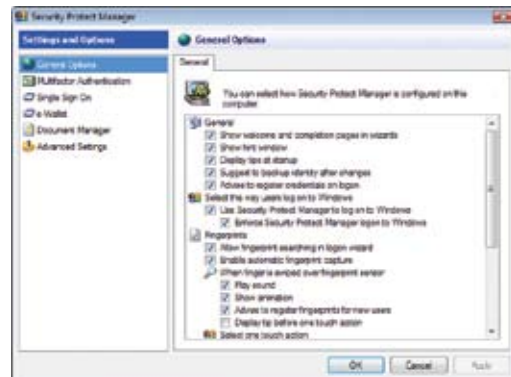 Security Protect Manager
Settings and Options
General Options
Multifactor Authentication
Single Sign On
e-Wallet
Document Manager
Advanced Settings
General Options
General
You can select how Security Protect Manager is configured on this
computer
General
Show welcome and completion pages in wizards
Show hint window
Display tips at startup
Suggest to backup identity after changes
Advise to register credentials on logon
Select the way users log on to Windows
Use Security Protect Manager to log on to Windows
Enforce Security Protect Manager logon to Windows
Fingerprints
Allow fingerprint searching in logon wizard
Enable automatic fingerprint capture
When finger is swiped over fingerprint sensor
Play sound
Show animation
Advise to register fingerprints for new users
Display tip before one touch action
Select one touch action
OK
Cancel
Apply